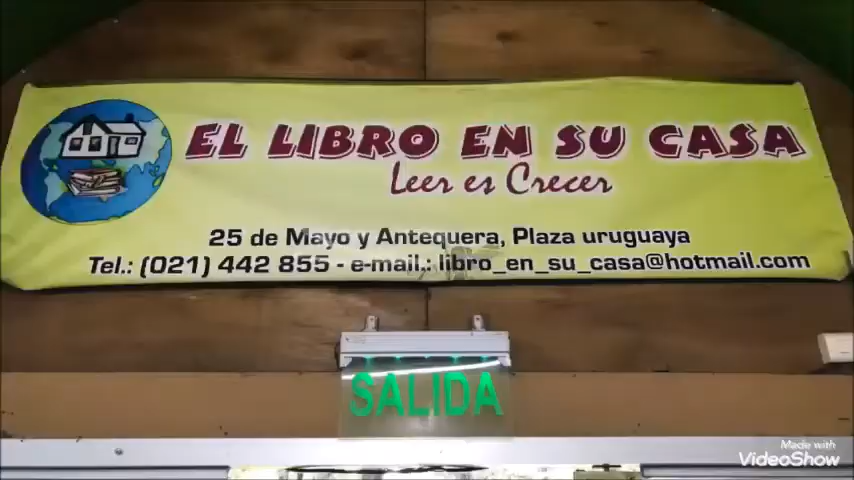 EL LIBRO EN SU CASA
Leer es Crecer
25 de Mayo y Antequera, Plaza uruguaya
Tel.: (021) 442 855 - e-mail.: libro_en_su_casa@hotmail.com
SALIDA
Made with
VideoShow